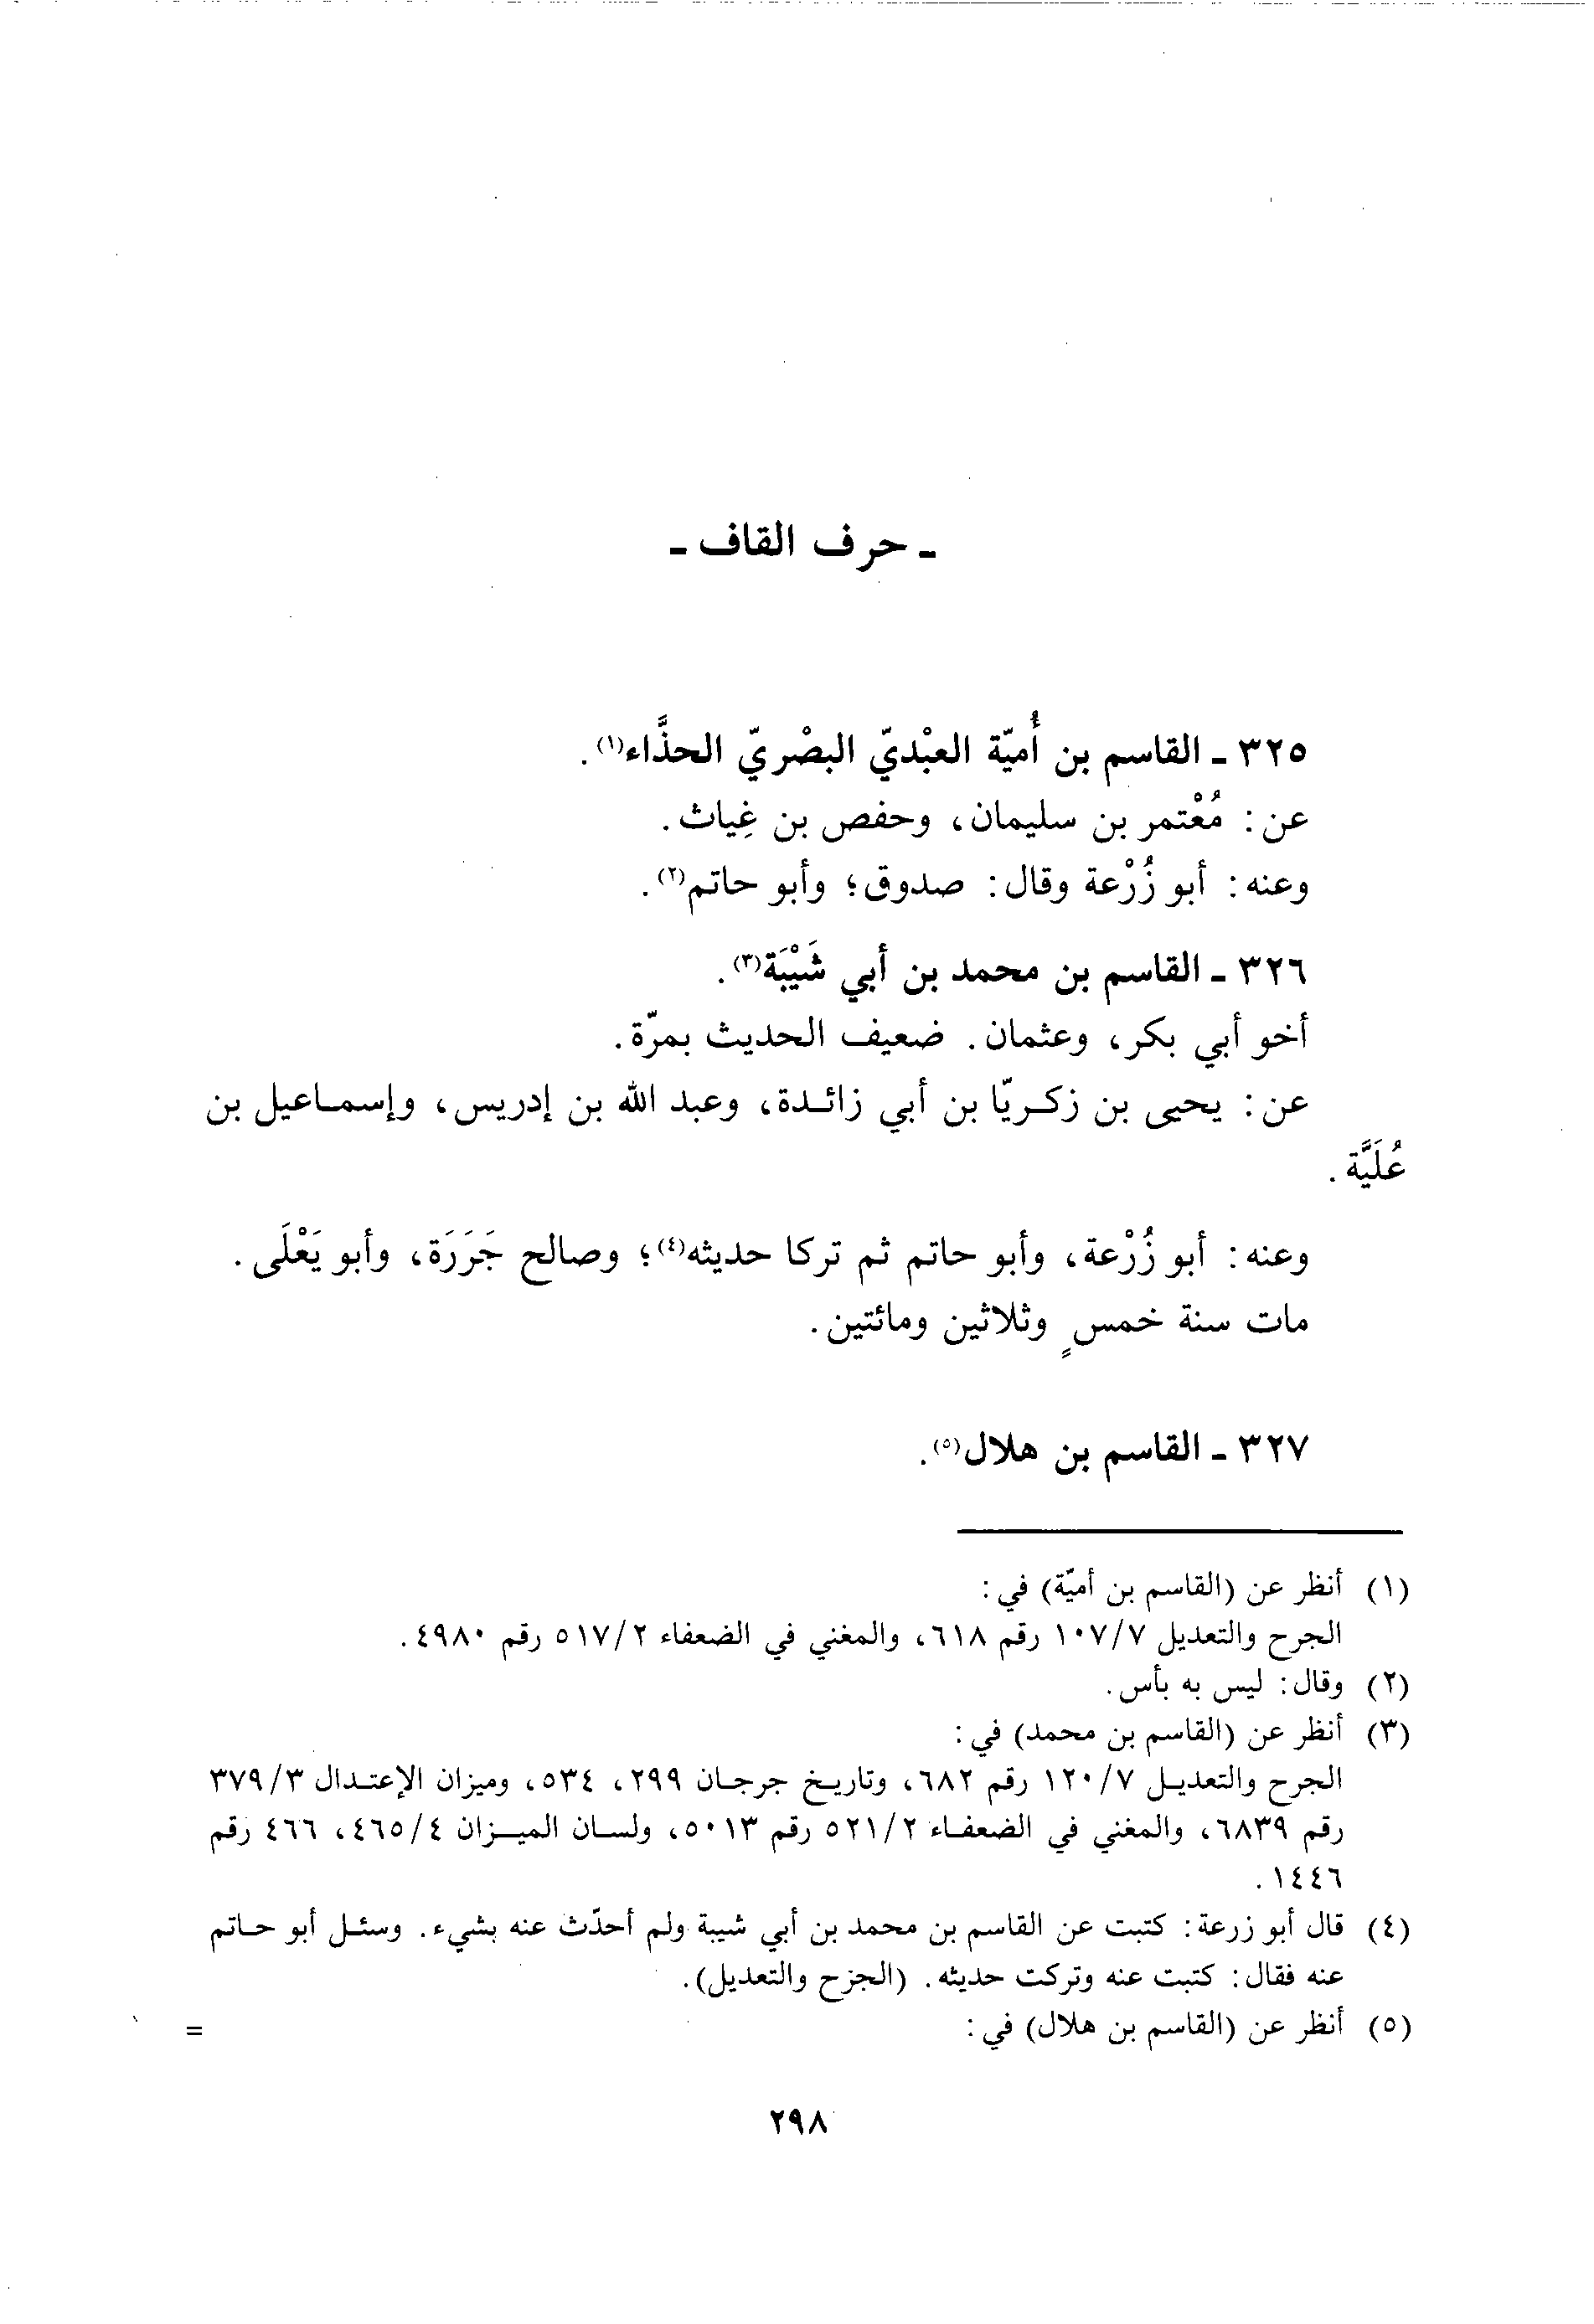 ـ حرف القاف ـ
٣٢٥ ـ القاسم بن أُميّة العبْديّ البصْريّ الحذَّاء(١).
عن: مُعْتمر بن سليمان، وحفص بن غِياث.
وعنه: أبو زُرْعة وقال: صدوق؛ وأبو حاتم(٢).
٣٢٦ ـ القاسم بن محمد بن أبي شَيْبَة(٣).
أخو أبي بكر، وعثمان. ضعيف الحديث بمرّة.
عن: يحيى بن زكريّا بن أبي زائدة، وعبد الله بن إدريس، وإسماعيل بن
عُلَيَّة.
وعنه: أبو زُرْعة، وأبو حاتم ثم تركا حديثه(٤)؛ وصالح جَرَرَة، وأبو يَعْلَى.
مات سنة خمسٍ وثلاثين ومائتين.
٣٢٧ ـ القاسم بن هلال(٥).
(١) أنظر عن (القاسم بن أميّة) في:
الجرح والتعديل ١٠٧/٧ رقم ٦١٨، والمغني في الضعفاء ٥١٧/٢ رقم ٤٩٨٠.
(٢) وقال: ليس به بأس.
(٣) أنظر عن (القاسم بن محمد) في:
الجرح والتعديل ١٢٠/٧ رقم ٦٨٢، وتاريخ جرجان ٢٩٩، ٥٣٤، وميزان الإعتدال ٣٧٩/٣
رقم ٦٨٣٩، والمغني في الضعفاء ٥٢١/٢ رقم ٥٠١٣، ولسان الميزان ٤٦٥/٤، ٤٦٦ رقم
١٤٤٦.
(٤) قال أبو زرعة: كتبت عن القاسم بن محمد بن أبي شيبة ولم أحدّث عنه بشيء. وسئل أبو حاتم
عنه فقال: كتبت عنه وتركت حديثه. (الجزح والتعديل).
(٥) أنظر عن (القاسم بن هلال) في: =
٢٩٨